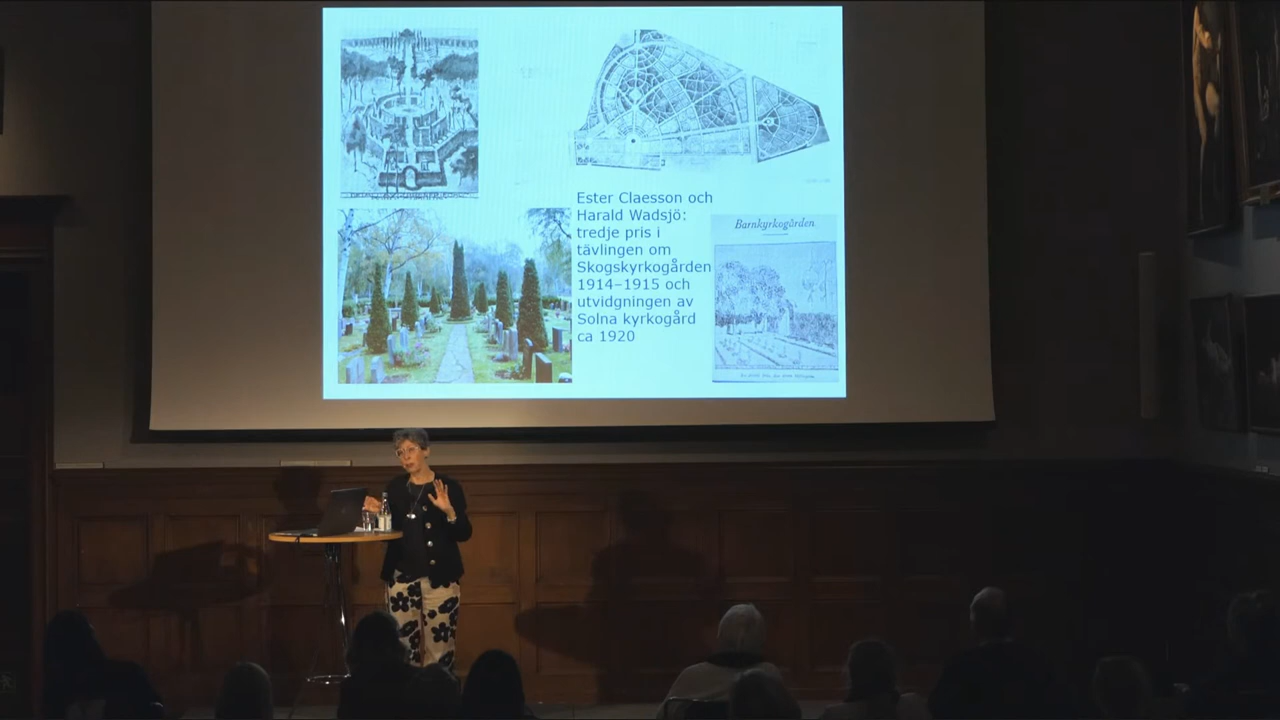 Ester Claesson och
Harald Wadsjö:
tredje pris i
tävlingen om
Skogskyrkogården
1914–1915 och
utvidgningen av
Solna kyrkogård
ca 1920
Barnkyrkogården.